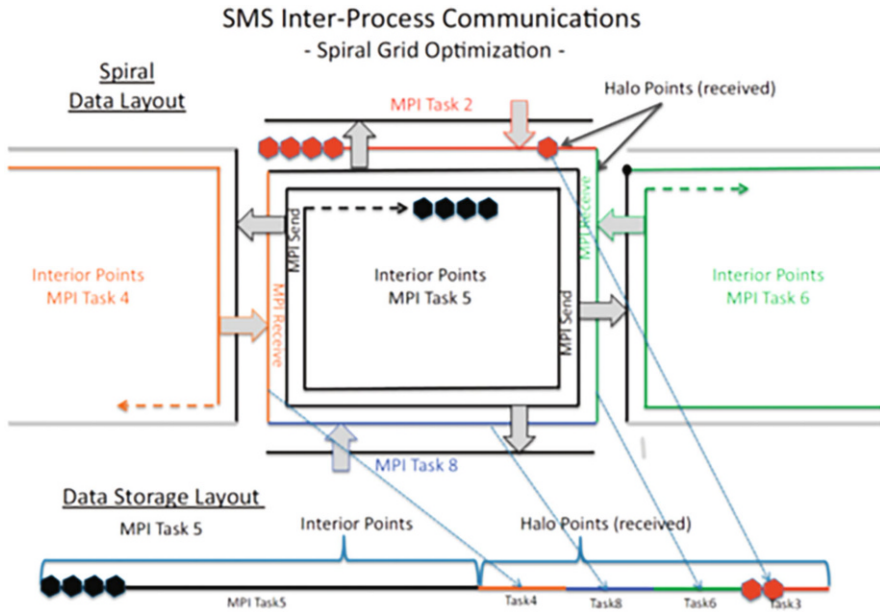 SMS Inter-Process Communications
- Spiral Grid Optimization -
Spiral
Data Layout
MPI Task 2
Halo Points (received)
MPI Send
MPI Receive
Interior Points
MPI Task 4
Interior Points
MPI Task 5
Interior Points
MPI Task 6
MPI Receive
MPI Send
MPI Task 8
Data Storage Layout
MPI Task 5
Interior Points
Halo Points (received)
MPI Task5
Task4
Task8
Task6
Task3